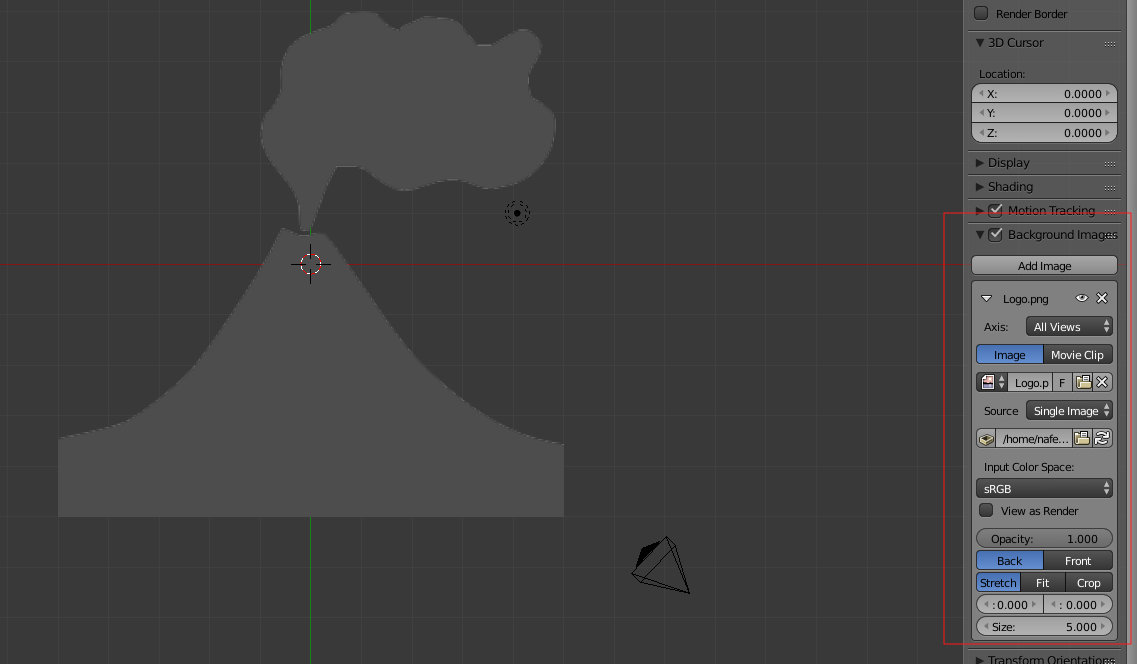 Render Border
3D Cursor
Location:
X: 0.0000
Y: 0.0000
Z: 0.0000
Display
Shading
Motion Tracking
Background Images
Add Image
Logo.png
Axis: All Views
Image Movie Clip
Logo.p F
Source Single Image
/home/nafe...
Input Color Space:
sRGB
View as Render
Opacity: 1.000
Back Front
Stretch Fit Crop
: 0.000 : 0.000
Size: 5.000
Transform Orientations